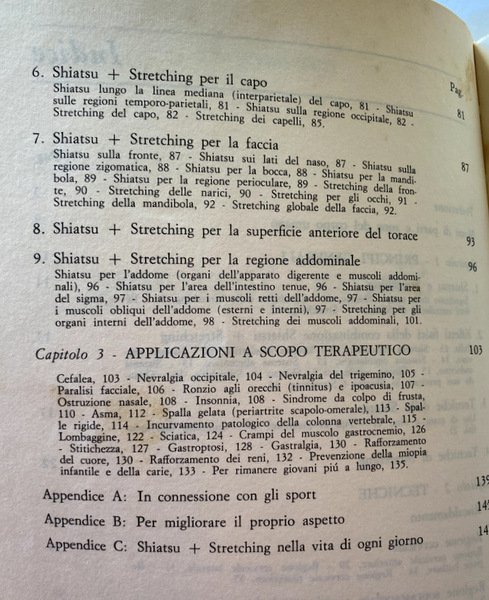 Pag.
6. Shiatsu + Stretching per il capo 81
Shiatsu lungo la linea mediana (interparietale) del capo, 81 - Shiatsu
sulle regioni temporo-parietali, 81 - Shiatsu sulla regione occipitale, 82 -
Stretching del capo, 82 - Stretching dei capelli, 85.
7. Shiatsu + Stretching per la faccia 87
Shiatsu sulla fronte, 87 - Shiatsu sui lati del naso, 87 - Shiatsu sulla
regione zigomatica, 88 - Shiatsu per la bocca, 88 - Shiatsu per la mandi-
bola, 89 - Shiatsu per la regione perioculare, 89 - Stretching della fron-
te, 90 - Stretching delle narici, 90 - Stretching per gli occhi, 91 -
Stretching della mandibola, 92 - Stretching globale della faccia, 92.
8. Shiatsu + Stretching per la superficie anteriore del torace 93
9. Shiatsu + Stretching per la regione addominale 96
Shiatsu per l'addome (organi dell'apparato digerente e muscoli addomi-
nali), 96 - Shiatsu per l'area dell'intestino tenue, 96 - Shiatsu per l'area
del sigma, 97 - Shiatsu per i muscoli retti dell'addome, 97 - Shiatsu per
i muscoli obliqui dell'addome (esterni e interni), 97 - Stretching per gli
organi interni dell'addome, 98 - Stretching dei muscoli addominali, 101.
Capitolo 3 - APPLICAZIONI A SCOPO TERAPEUTICO 103
Cefalea, 103 - Nevralgia occipitale, 104 - Nevralgia del trigemino, 105 -
Paralisi facciale, 106 - Ronzio agli orecchi (tinnitus) e ipoacusia, 107 -
Ostruzione nasale, 108 - Insonnia, 108 - Sindrome da colpo di frusta,
110 - Asma, 112 - Spalla gelata (periartrite scapolo-omerale), 113 - Spal-
le rigide, 114 - Incurvamento patologico della colonna vertebrale, 115 -
Lombaggine, 122 - Sciatica, 124 - Crampi del muscolo gastrocnemio, 126
- Stitichezza, 127 - Gastroptosi, 128 - Gastralgia, 130 - Rafforzamento
del cuore, 130 - Rafforzamento dei reni, 132 - Prevenzione della miopia
infantile e della carie, 133 - Per rimanere giovani piú a lungo, 135.
Appendice A: In connessione con gli sport 139
Appendice B: Per migliorare il proprio aspetto
Appendice C: Shiatsu + Stretching nella vita di ogni giorno